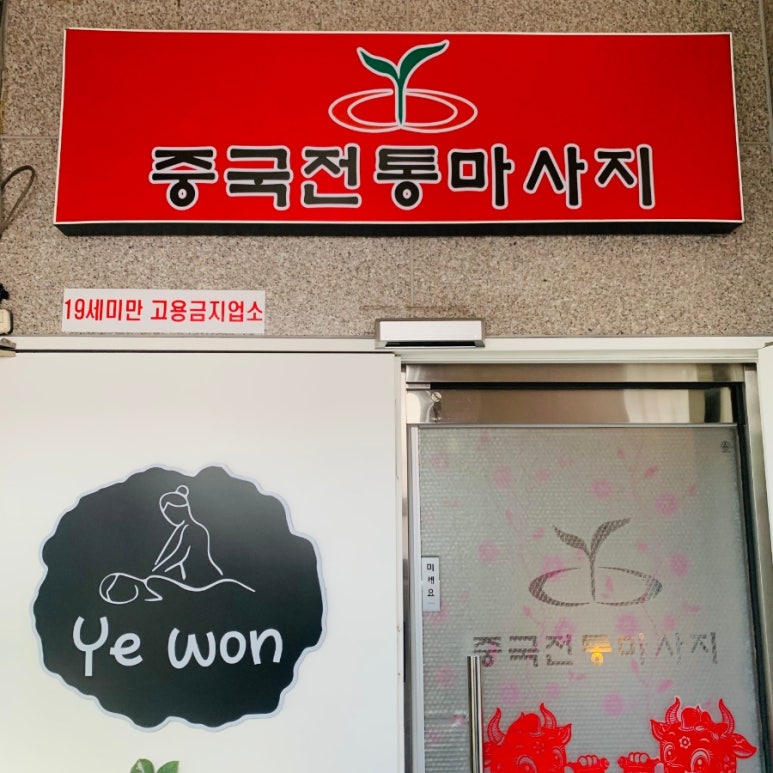 중국전통마사지
19세미만 고용금지업소
Ye won
미세요
중국전통마사지